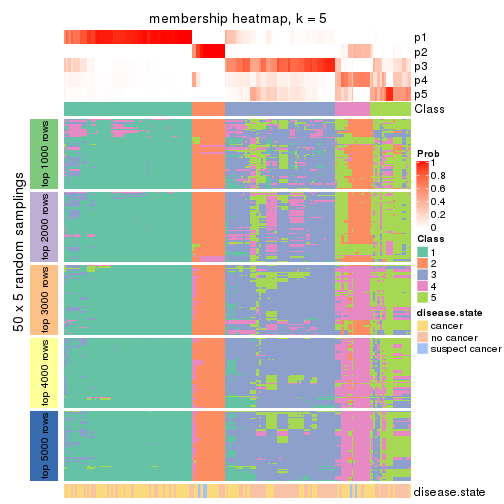 membership heatmap, k = 5
p1
p2
p3
p4
p5
Class
50 x 5 random samplings
top 1000 rows
top 2000 rows
top 3000 rows
top 4000 rows
top 5000 rows
Prob
1
0.8
0.6
0.4
0.2
0
Class
1
2
3
4
5
disease.state
cancer
no cancer
suspect cancer
disease.state